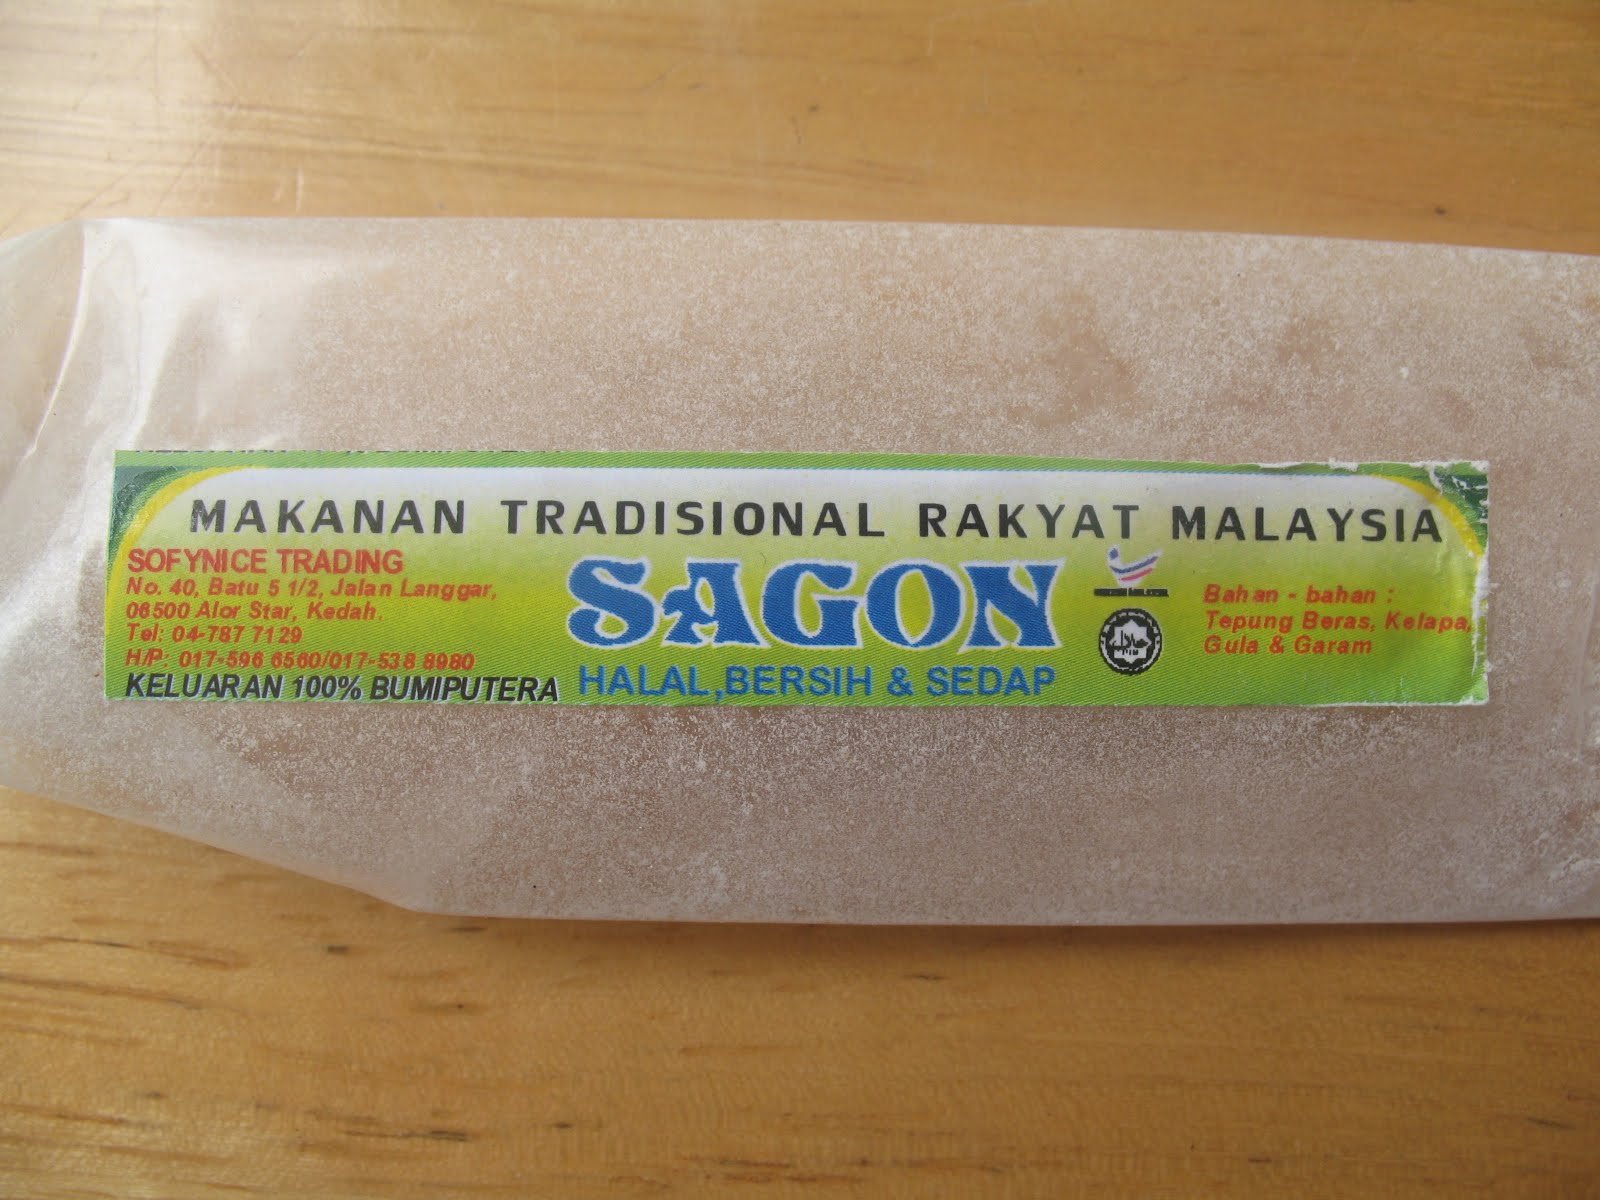 MAKANAN TRADISIONAL RAKYAT MALAYSIA
SOFYNICE TRADING
No. 40, Batu 5 1/2, Jalan Langgar,
06500 Alor Star, Kedah.
Tel: 04-787 7129
H/P: 017-596 6560/017-538 8980
KELUARAN 100% BUMIPUTERA
SAGON
HALAL,BERSIH & SEDAP
Bahan - bahan :
Tepung Beras, Kelapa,
Gula & Garam